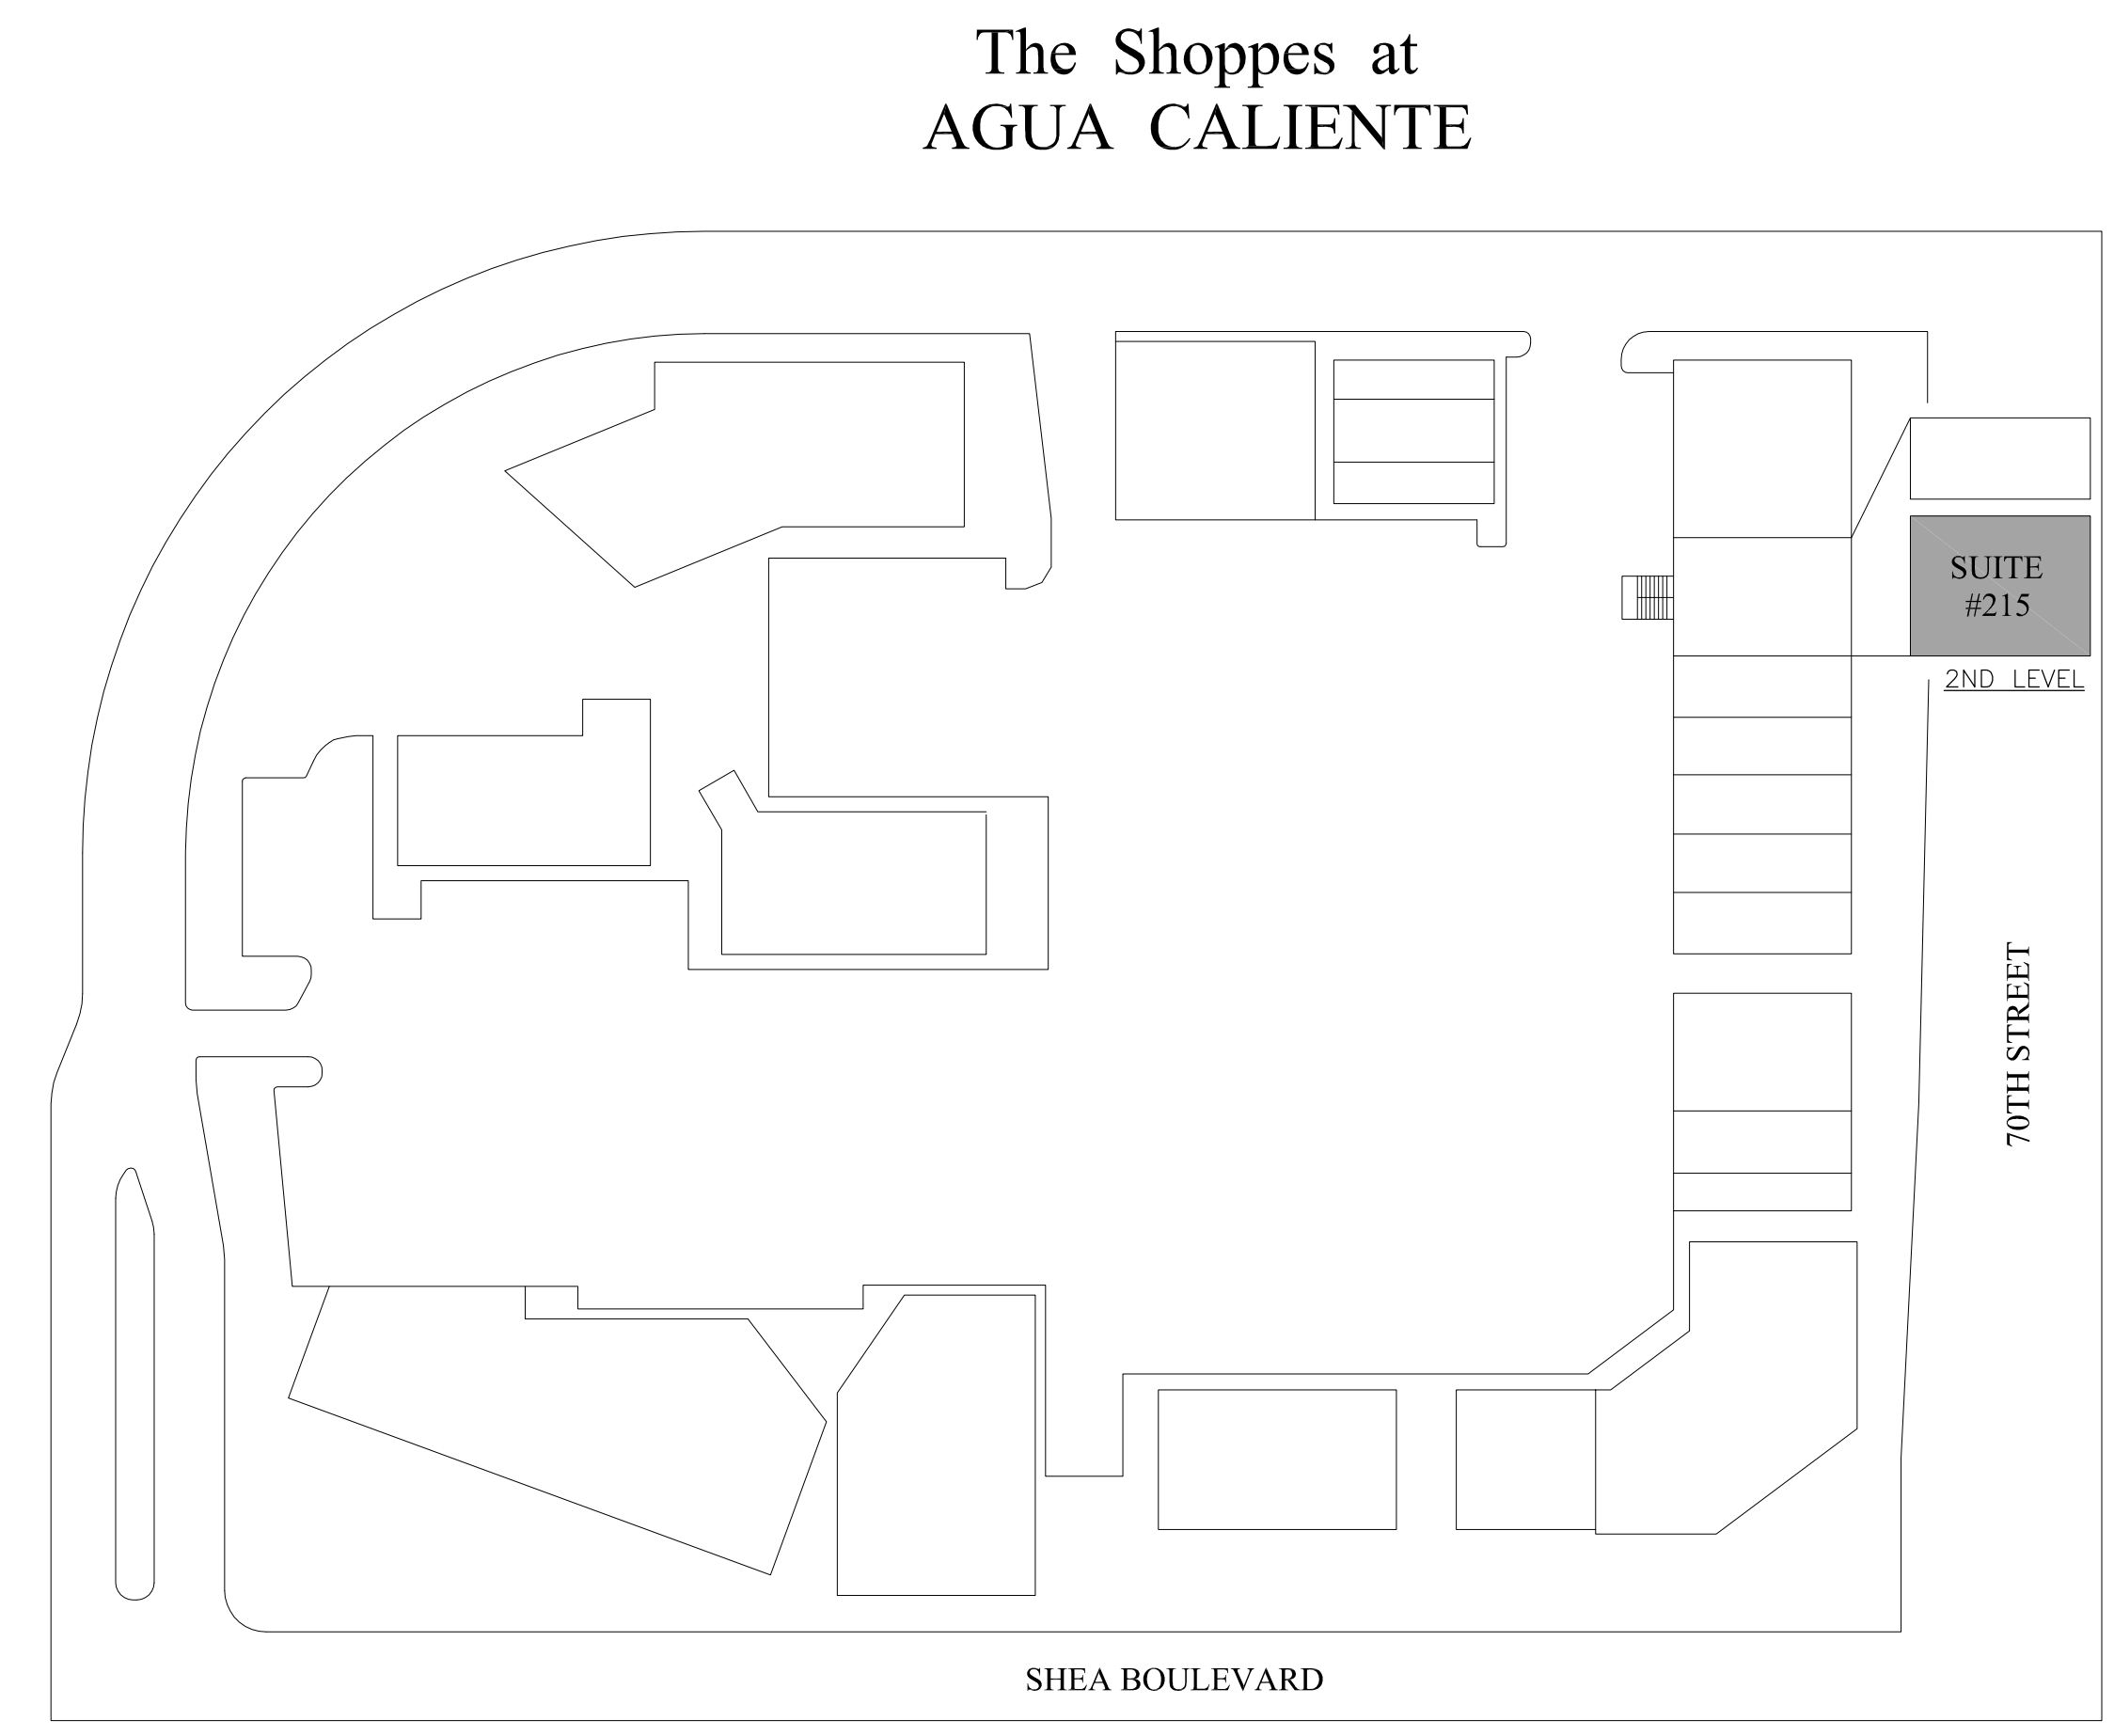 The Shoppes at
AGUA CALIENTE
SUITE
#215
2ND LEVEL
70TH STREET
SHEA BOULEVARD